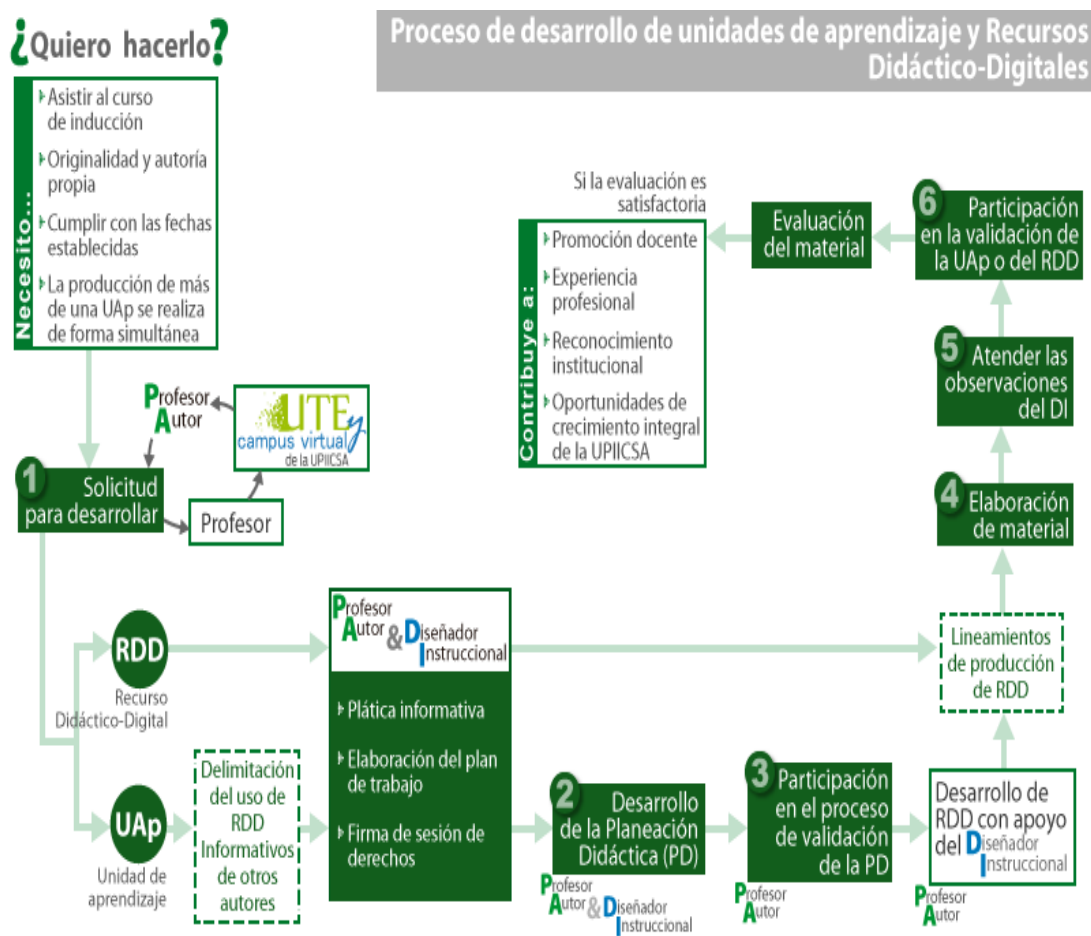 ¿Quiero hacerlo?
Proceso de desarrollo de unidades de aprendizaje y Recursos
Didáctico-Digitales
Necesito...
Asistir al curso
de inducción
Originalidad y autoría
propia
Cumplir con las fechas
establecidas
La producción de más
de una UAp se realiza
de forma simultánea
Si la evaluación es
satisfactoria
Contribuye a:
Promoción docente
Experiencia
profesional
Reconocimiento
institucional
Oportunidades de
crecimiento integral
de la UPIICSA
Evaluación
del material
6 Participación
en la validación de
la UAp o del RDD
5 Atender las
observaciones
del DI
4 Elaboración
de material
Profesor
Autor
UTEy
campus virtual
de la UPIICSA
1 Solicitud
para desarrollar
Profesor
RDD
Recurso
Didáctico-Digital
Profesor
Autor & Diseñador
Instruccional
Plática informativa
Elaboración del plan
de trabajo
Firma de sesión de
derechos
Lineamientos
de producción
de RDD
UAp
Unidad de
aprendizaje
Delimitación
del uso de
RDD
Informativos
de otros
autores
2 Desarrollo
de la Planeación
Didáctica (PD)
Profesor
Autor & Diseñador
Instruccional
3 Participación
en el proceso
de validación
de la PD
Profesor
Autor
Desarrollo de
RDD con apoyo
del Diseñador
Instruccional
Profesor
Autor